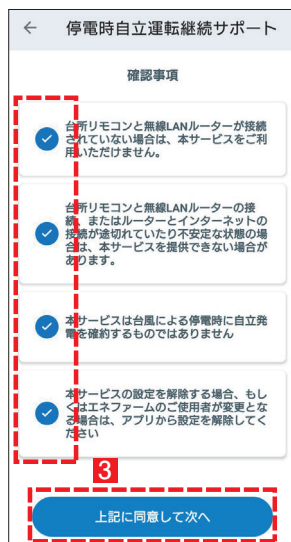 ← 停電時自立運転継続サポート
確認事項
台所リモコンと無線LANルーターが接続
されていない場合は、本サービスをご利
用いただけません。
台所リモコンと無線LANルーターの接
続、またはルーターとインターネットの
接続が途切れていたり不安定な状態の場
合は、本サービスを提供できない場合が
あります。
本サービスは台風による停電時に自立発
電を確約するものではありません
本サービスの設定を解除する場合、もし
くはエネファームのご使用者が変更とな
る場合は、アプリから設定を解除してく
ださい
3
上記に同意して次へ